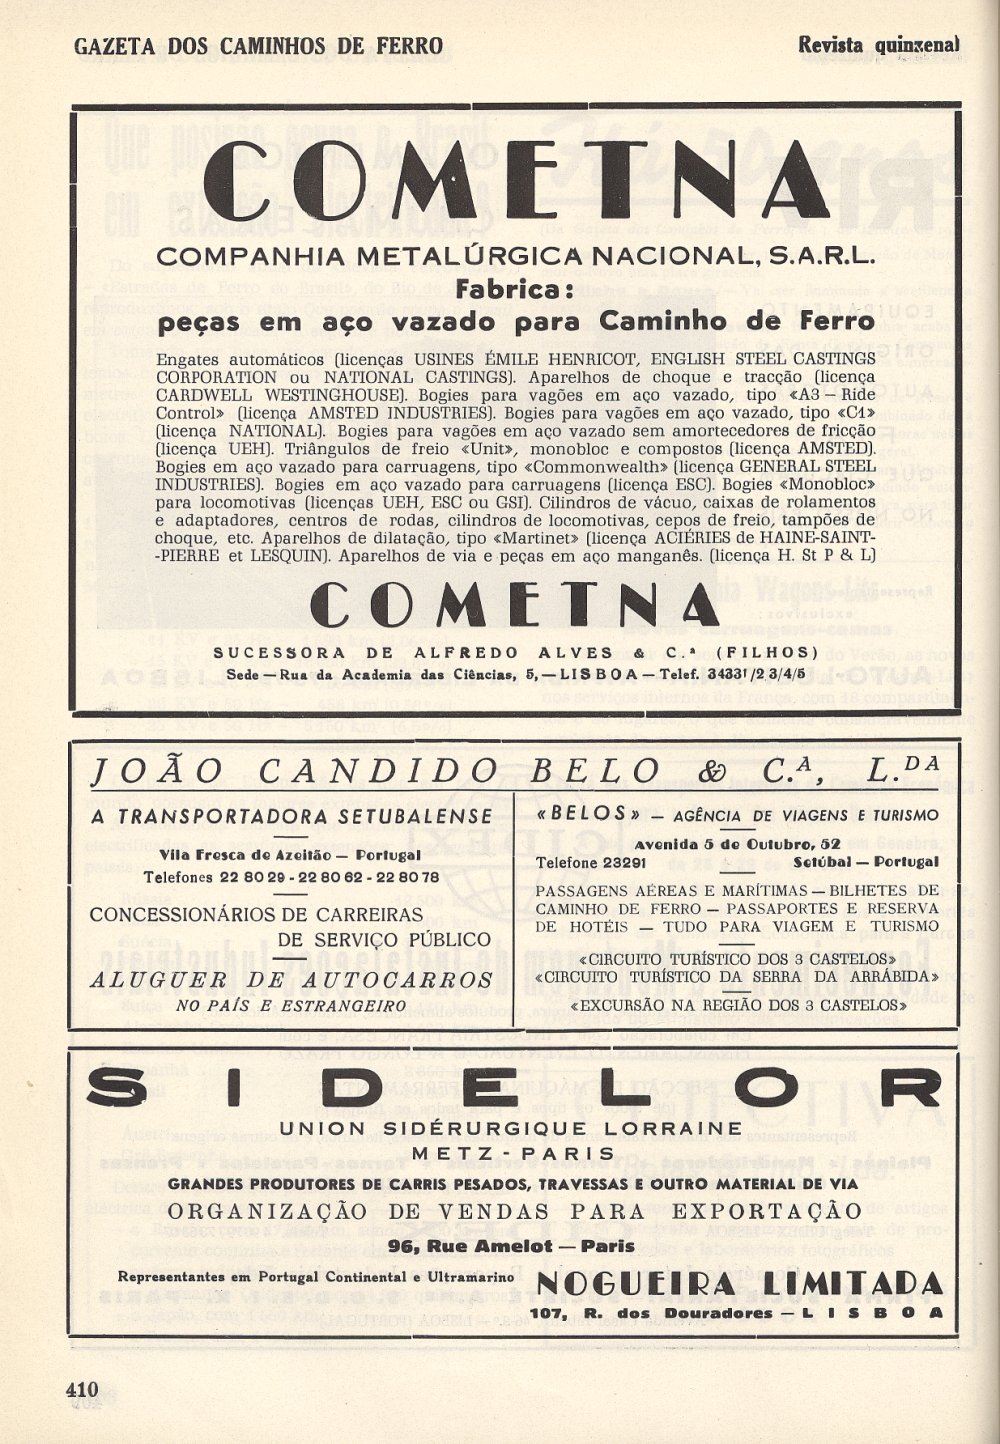 GAZETA DOS CAMINHOS DE FERRO
Revista quinzenal
COMETNA
COMPANHIA METALÚRGICA NACIONAL, S.A.R.L.
Fabrica:
peças em aço vazado para Caminho de Ferro
Engates automáticos (licenças USINES ÉMILE HENRICOT, ENGLISH STEEL CASTINGS
CORPORATION ou NATIONAL CASTINGS). Aparelhos de choque e tracção (licença
CARDWELL WESTINGHOUSE). Bogies para vagões em aço vazado, tipo «A3 – Ride
Control» (licença AMSTED INDUSTRIES). Bogies para vagões em aço vazado, tipo «C1»
(licença NATIONAL). Bogies para vagões em aço vazado sem amortecedores de fricção
(licença UEH). Triângulos de freio «Unit», monobloc e compostos (licença AMSTED).
Bogies em aço vazado para carruagens, tipo «Commonwealth» (licença GENERAL STEEL
INDUSTRIES). Bogies em aço vazado para carruagens (licença ESC). Bogies «Monobloc»
para locomotivas (licenças UEH, ESC ou GSI). Cilindros de vácuo, caixas de rolamentos
e adaptadores, centros de rodas, cilindros de locomotivas, cepos de freio, tampões de
choque, etc. Aparelhos de dilatação, tipo «Martinet» (licença ACIÉRIES de HAINE-SAINT-
-PIERRE et LESQUIN). Aparelhos de via e peças em aço manganês. (licença H. St P & L)
COMETNA
SUCESSORA DE ALFREDO ALVES & C.ª (FILHOS)
Sede — Rua da Academia das Ciências, 5, — LISBOA — Telef. 34331/2 3/4/5
JOÃO CANDIDO BELO & C.A, L.DA
A TRANSPORTADORA SETUBALENSE
Vila Fresca de Azeitão — Portugal
Telefones 22 80 29 - 22 80 62 - 22 80 78
CONCESSIONÁRIOS DE CARREIRAS
DE SERVIÇO PÚBLICO
ALUGUER DE AUTOCARROS
NO PAÍS E ESTRANGEIRO
«BELOS» — AGÊNCIA DE VIAGENS E TURISMO
Avenida 5 de Outubro, 52
Telefone 23291 Setúbal — Portugal
PASSAGENS AÉREAS E MARÍTIMAS — BILHETES DE
CAMINHO DE FERRO — PASSAPORTES E RESERVA
DE HOTÉIS — TUDO PARA VIAGEM E TURISMO
«CIRCUITO TURÍSTICO DOS 3 CASTELOS»
«CIRCUITO TURÍSTICO DA SERRA DA ARRÁBIDA»
«EXCURSÃO NA REGIÃO DOS 3 CASTELOS»
SIDELOR
UNION SIDÉRURGIQUE LORRAINE
METZ - PARIS
GRANDES PRODUTORES DE CARRIS PESADOS, TRAVESSAS E OUTRO MATERIAL DE VIA
ORGANIZAÇÃO DE VENDAS PARA EXPORTAÇÃO
96, Rue Amelot — Paris
Representantes em Portugal Continental e Ultramarino NOGUEIRA LIMITADA
107, R. dos Douradores — LISBOA
410